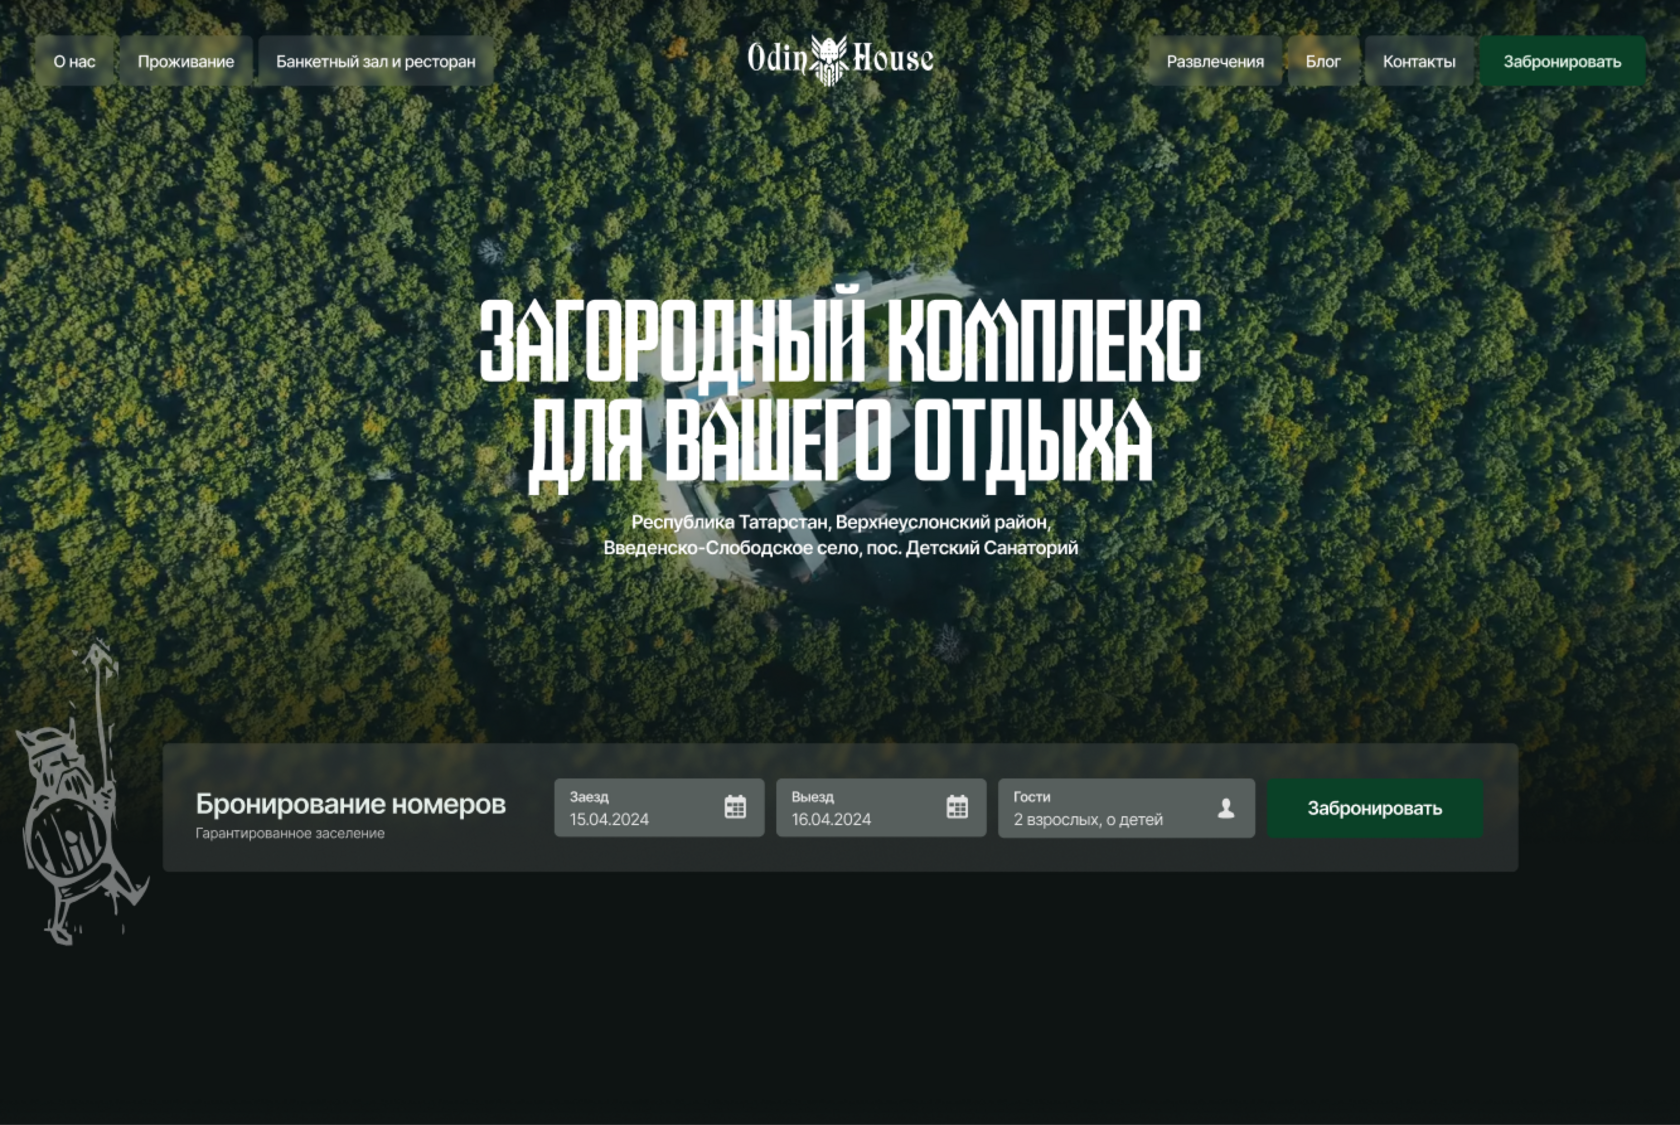 О нас
Проживание
Банкетный зал и ресторан
Odin House
Развлечения
Блог
Контакты
Забронировать
ЗАГОРОДНЫЙ КОМПЛЕКС
ДЛЯ ВАШЕГО ОТДЫХА
Республика Татарстан, Верхнеуслонский район,
Введенско-Слободское село, пос. Детский Санаторий
Бронирование номеров
Гарантированное заселение
Заезд
15.04.2024
Выезд
16.04.2024
Гости
2 взрослых, о детей
Забронировать